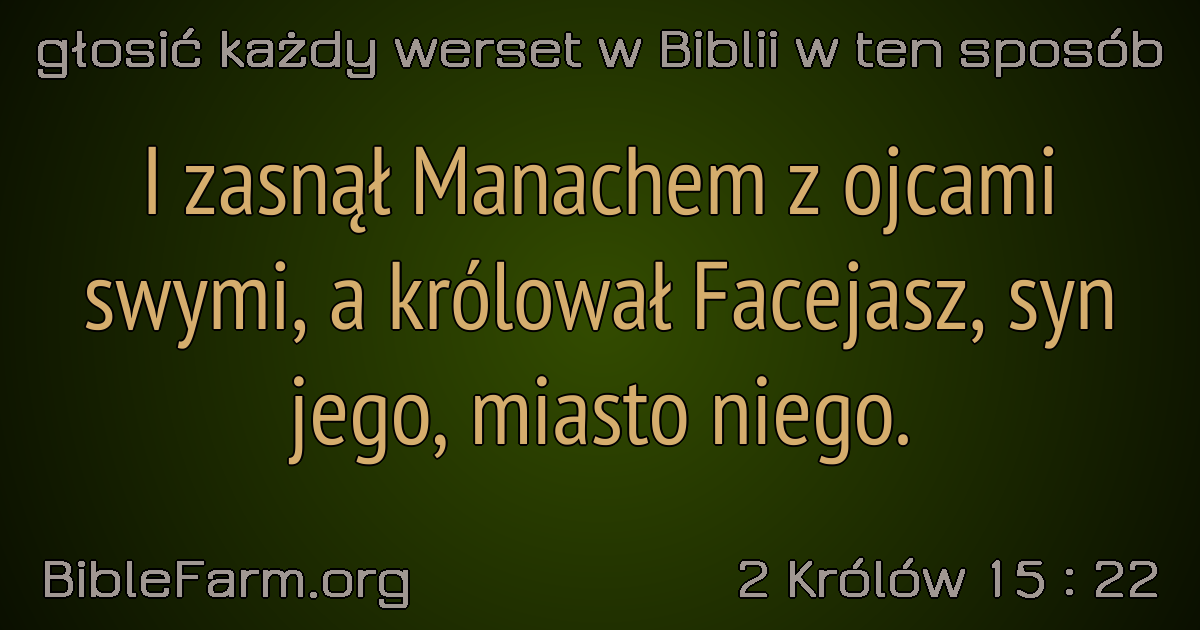 głosić każdy werset w Biblii w ten sposób
I zasnął Manachem z ojcami
swymi, a królował Facejasz, syn
jego, miasto niego.
BibleFarm.org
2 Królów 15 : 22